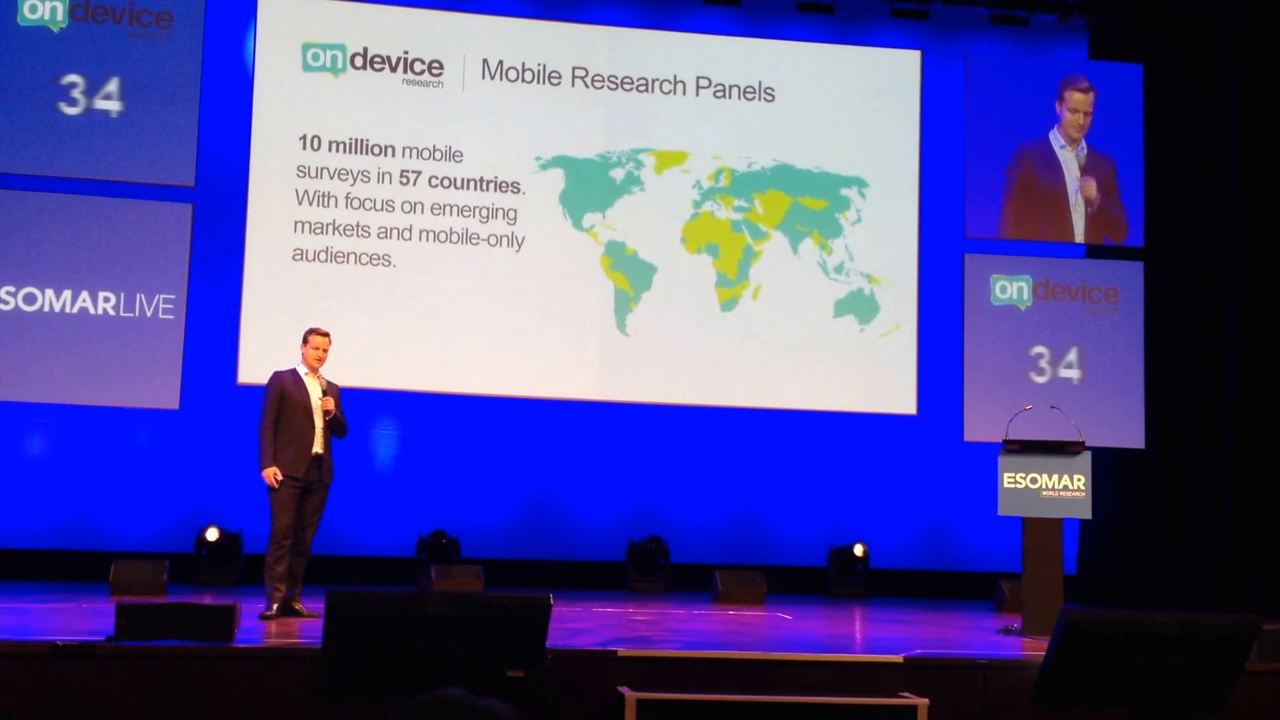 on device
34
SOMAR LIVE
on device
research
Mobile Research Panels
10 million mobile
surveys in 57 countries.
With focus on emerging
markets and mobile-only
audiences.
on device
34
ESOMAR
WORLD RESEARCH